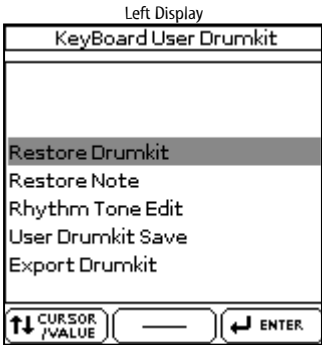 Left Display
KeyBoard User Drumkit
Restore Drumkit
Restore Note
Rhythm Tone Edit
User Drumkit Save
Export Drumkit
CURSOR
/VALUE
ENTER